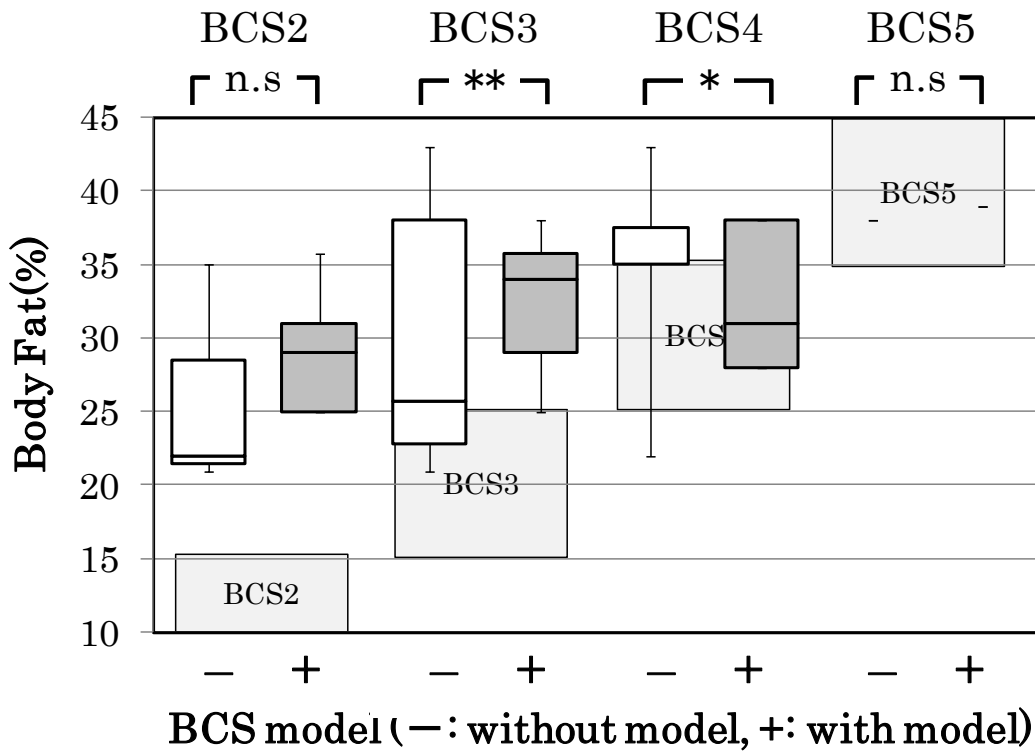 BCS2 BCS3 BCS4 BCS5
n.s ** * n.s
45
40
35
30
25
20
15
10
Body Fat(%)
BCS5
BCS
BCS3
BCS2
− + − + − + − +
BCS model (−: without model, +: with model)